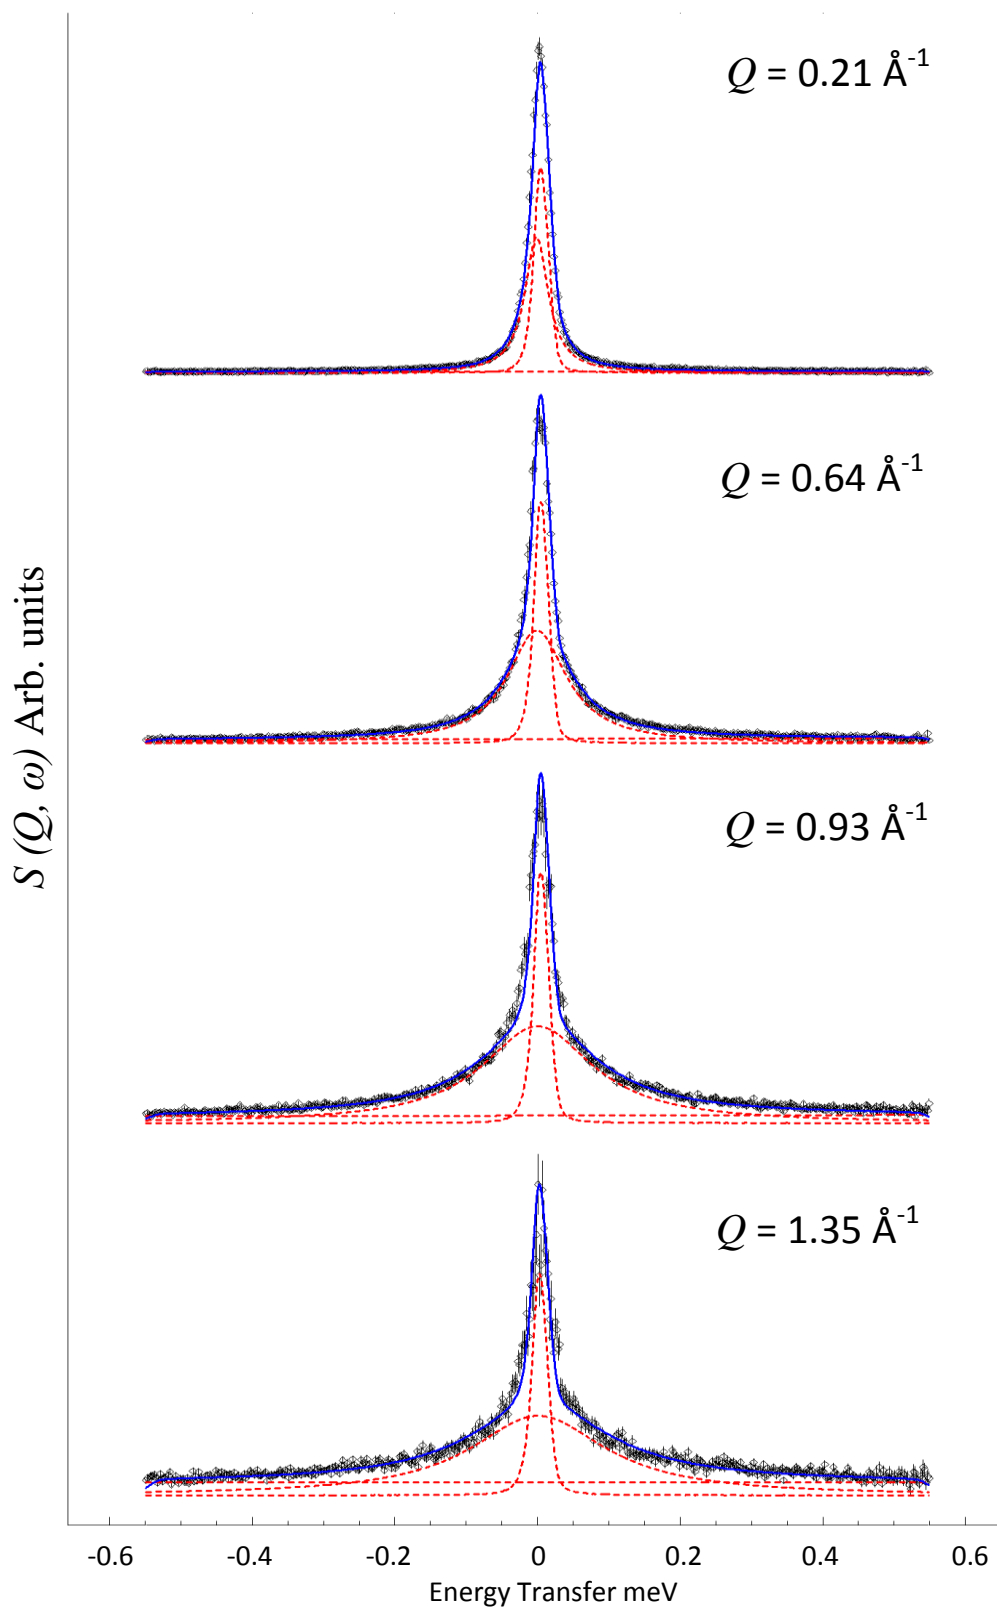 Q = 0.21 Å⁻¹
Q = 0.64 Å⁻¹
S (Q, ω) Arb. units
Q = 0.93 Å⁻¹
Q = 1.35 Å⁻¹
-0.6 -0.4 -0.2 0 0.2 0.4 0.6
Energy Transfer meV